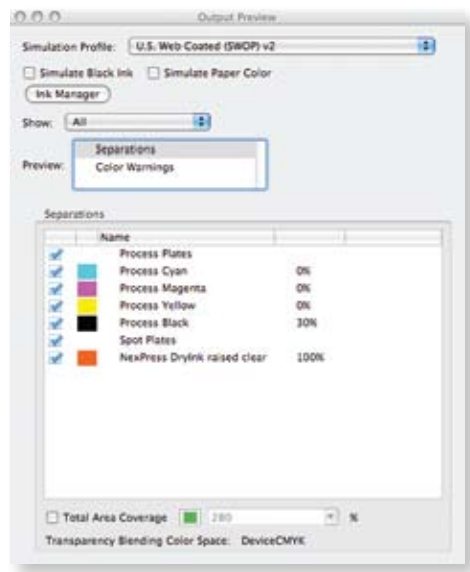 Output Preview
Simulation Profile: U.S. Web Coated (SWOP) v2
Simulate Black Ink Simulate Paper Color
Ink Manager
Show: All
Preview: Separations
Color Warnings
Separations
Name
Process Plates
Process Cyan 0%
Process Magenta 0%
Process Yellow 0%
Process Black 30%
Spot Plates
NexPress DryInk raised clear 100%
Total Area Coverage 280 %
Transparency Blending Color Space: DeviceCMYK